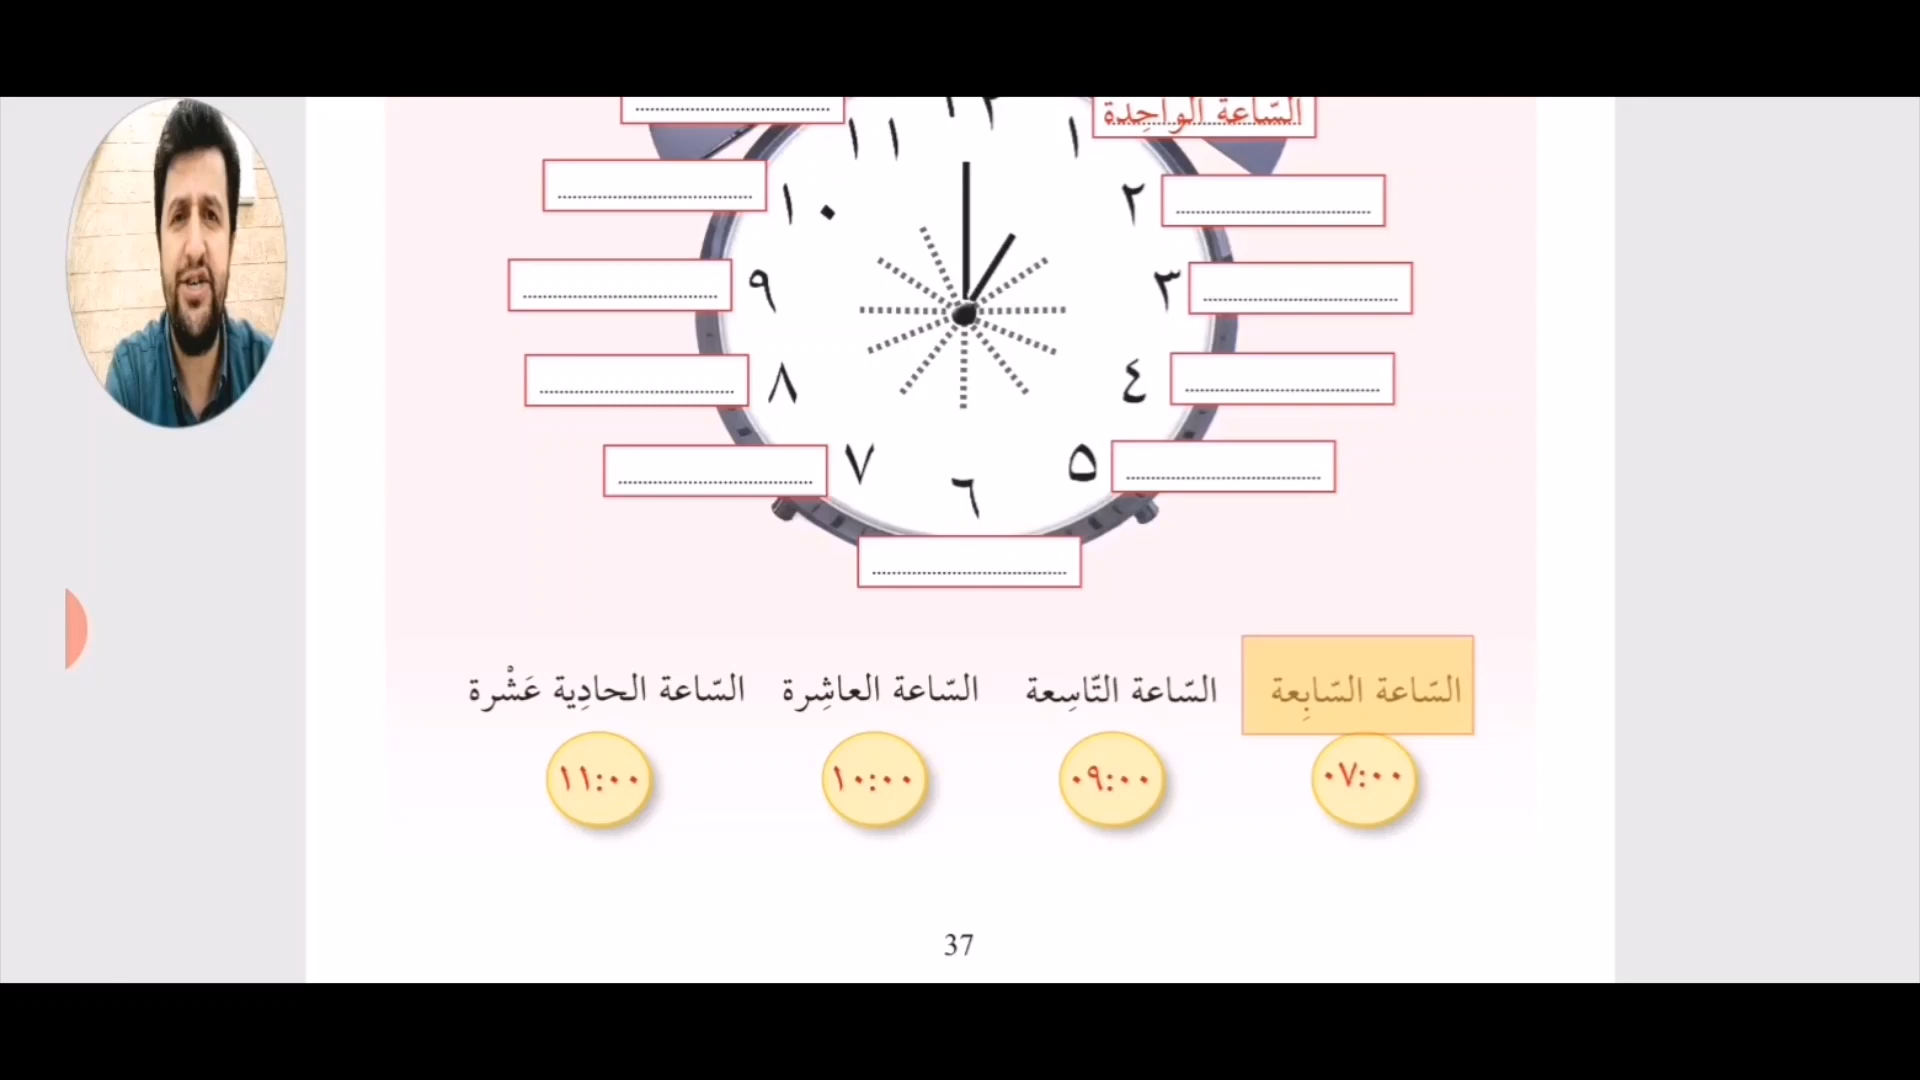 ١٢
السّاعة الواحِدة
١١ ١
١٠ ٢
٩ ٣
٨ ٤
٧ ٥
٦
السّاعة السّابِعة السّاعة التّاسِعة السّاعة العاشِرة السّاعة الحادِية عَشْرة
٠٧:٠٠ ٠٩:٠٠ ١٠:٠٠ ١١:٠٠
37